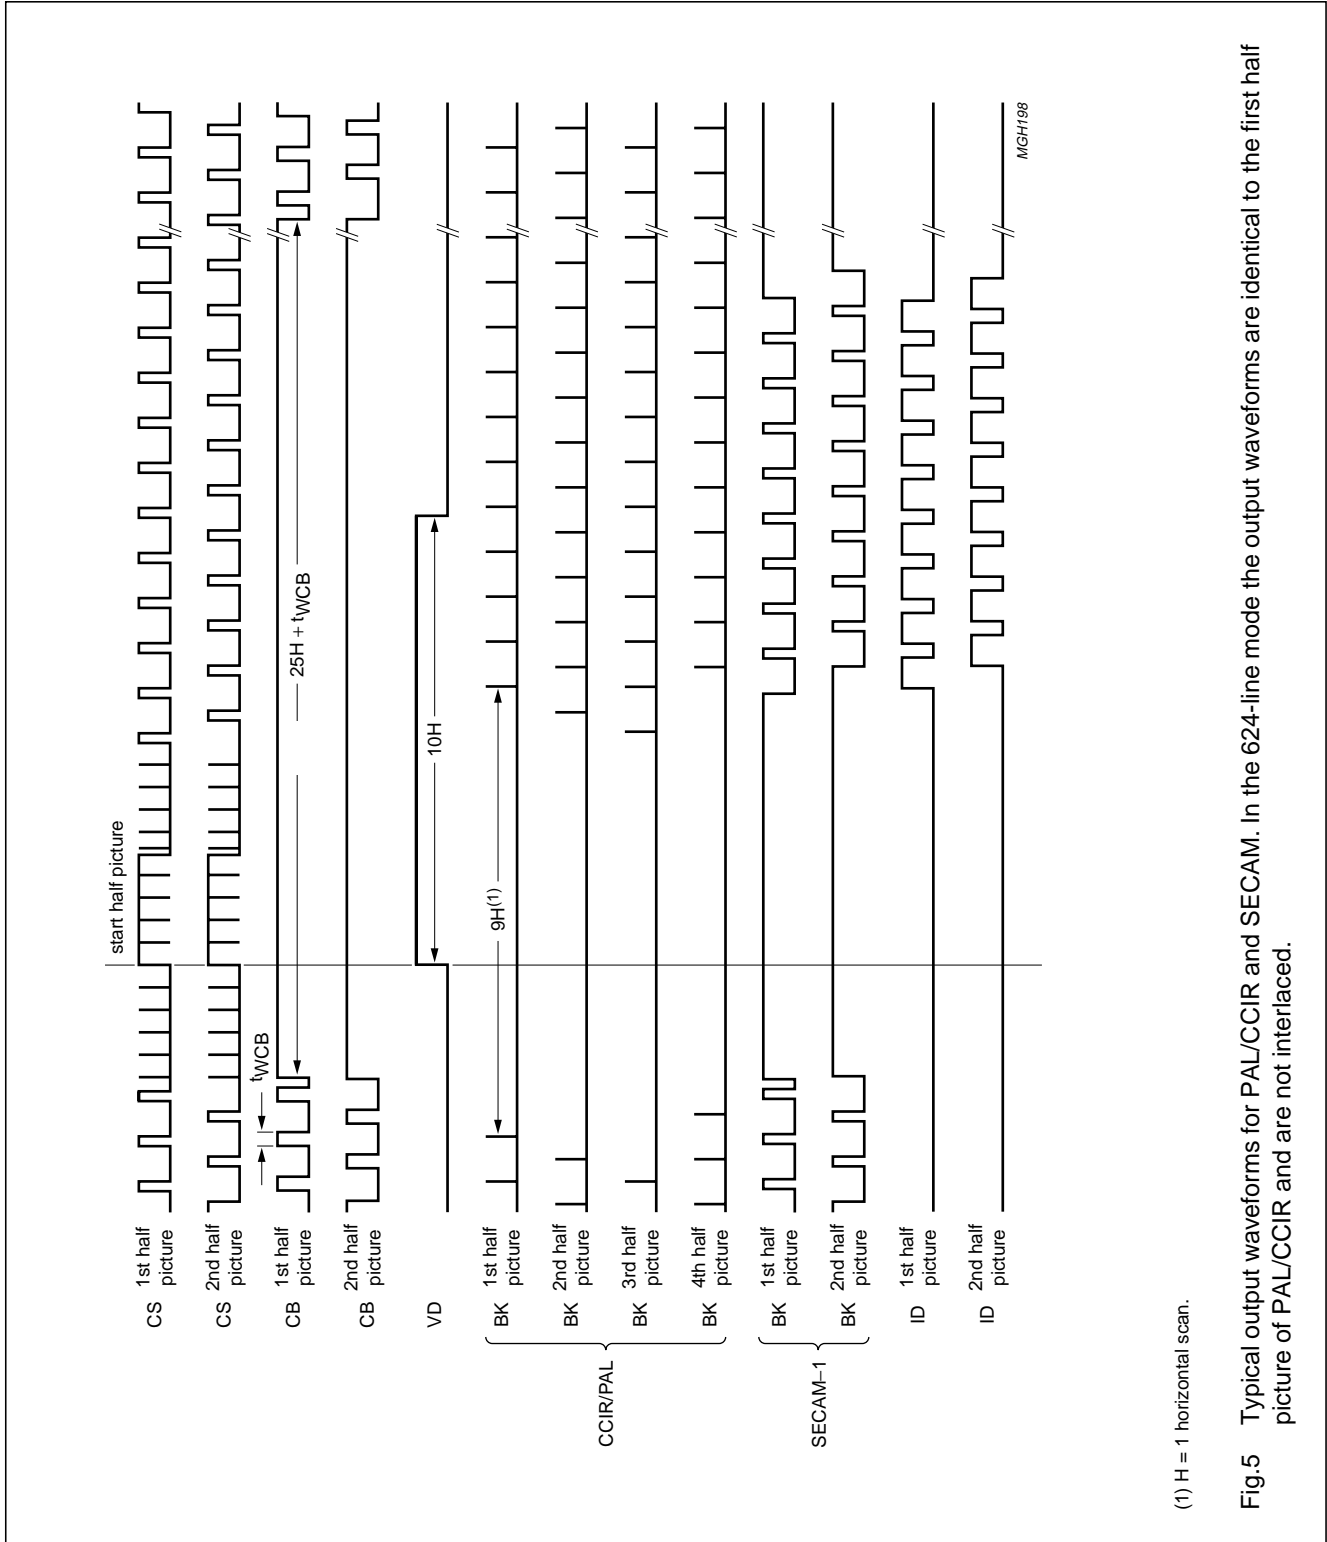 start half picture
CS
1st half
picture
CS
2nd half
picture
tWCB
CB
1st half
picture
25H + tWCB
CB
2nd half
picture
VD
10H
CCIR/PAL
BK
1st half
picture
9H(1)
BK
2nd half
picture
BK
3rd half
picture
BK
4th half
picture
SECAM–1
BK
1st half
picture
BK
2nd half
picture
ID
1st half
picture
ID
2nd half
picture
MGH198
(1) H = 1 horizontal scan.
Fig.5 Typical output waveforms for PAL/CCIR and SECAM. In the 624-line mode the output waveforms are identical to the first half
picture of PAL/CCIR and are not interlaced.